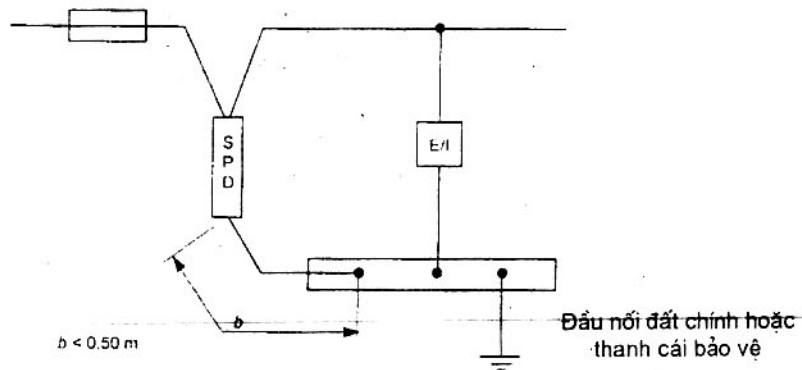 S
P
D
E/I
b
b < 0.50 m
Đầu nối đất chính hoặc
thanh cái bảo vệ